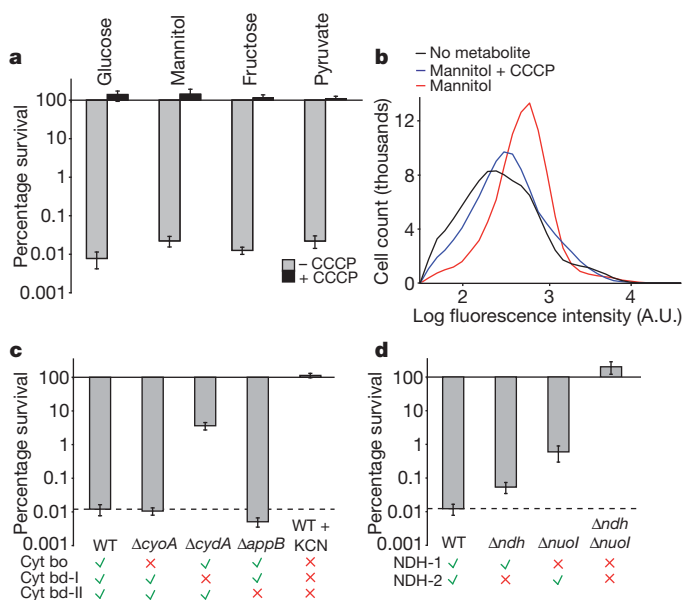 a
Glucose
Mannitol
Fructose
Pyruvate
Percentage survival
100
10
1
0.1
0.01
0.001
− CCCP
+ CCCP
b
No metabolite
Mannitol + CCCP
Mannitol
Cell count (thousands)
12
8
4
0
2
3
4
Log fluorescence intensity (A.U.)
c
Percentage survival
100
10
1
0.1
0.01
0.001
WT ΔcyoA ΔcydA ΔappB WT + KCN
Cyt bo ✓ ✗ ✓ ✓ ✗
Cyt bd-I ✓ ✓ ✗ ✓ ✗
Cyt bd-II ✓ ✓ ✓ ✗ ✗
d
Percentage survival
100
10
1
0.1
0.01
0.001
WT Δndh ΔnuoI Δndh ΔnuoI
NDH-1 ✓ ✓ ✗ ✗
NDH-2 ✓ ✗ ✓ ✗